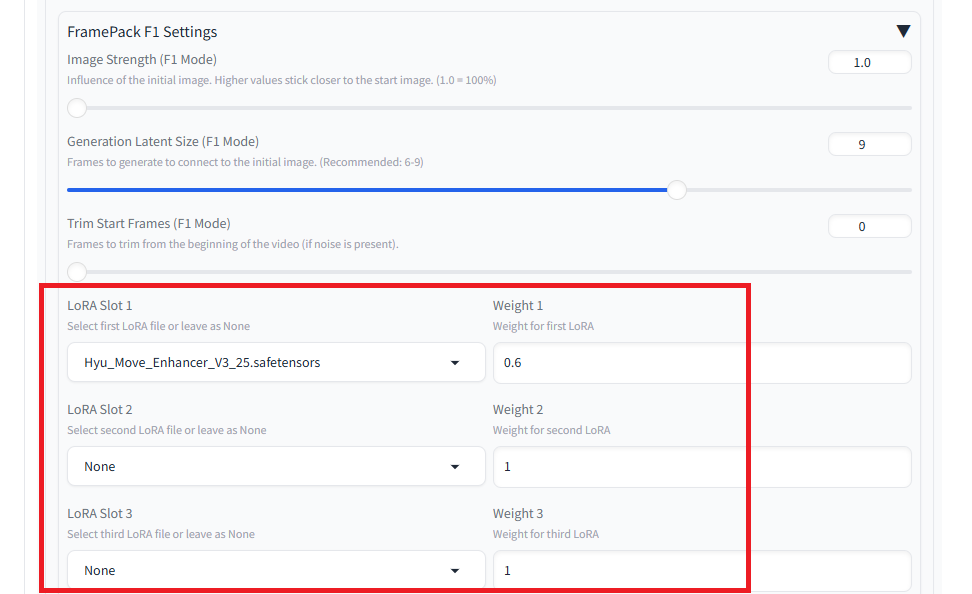 FramePack F1 Settings
Image Strength (F1 Mode)
1.0
Influence of the initial image. Higher values stick closer to the start image. (1.0 = 100%)
Generation Latent Size (F1 Mode)
9
Frames to generate to connect to the initial image. (Recommended: 6-9)
Trim Start Frames (F1 Mode)
0
Frames to trim from the beginning of the video (if noise is present).
LoRA Slot 1
Weight 1
Select first LoRA file or leave as None
Weight for first LoRA
Hyu_Move_Enhancer_V3_25.safetensors
0.6
LoRA Slot 2
Weight 2
Select second LoRA file or leave as None
Weight for second LoRA
None
1
LoRA Slot 3
Weight 3
Select third LoRA file or leave as None
Weight for third LoRA
None
1